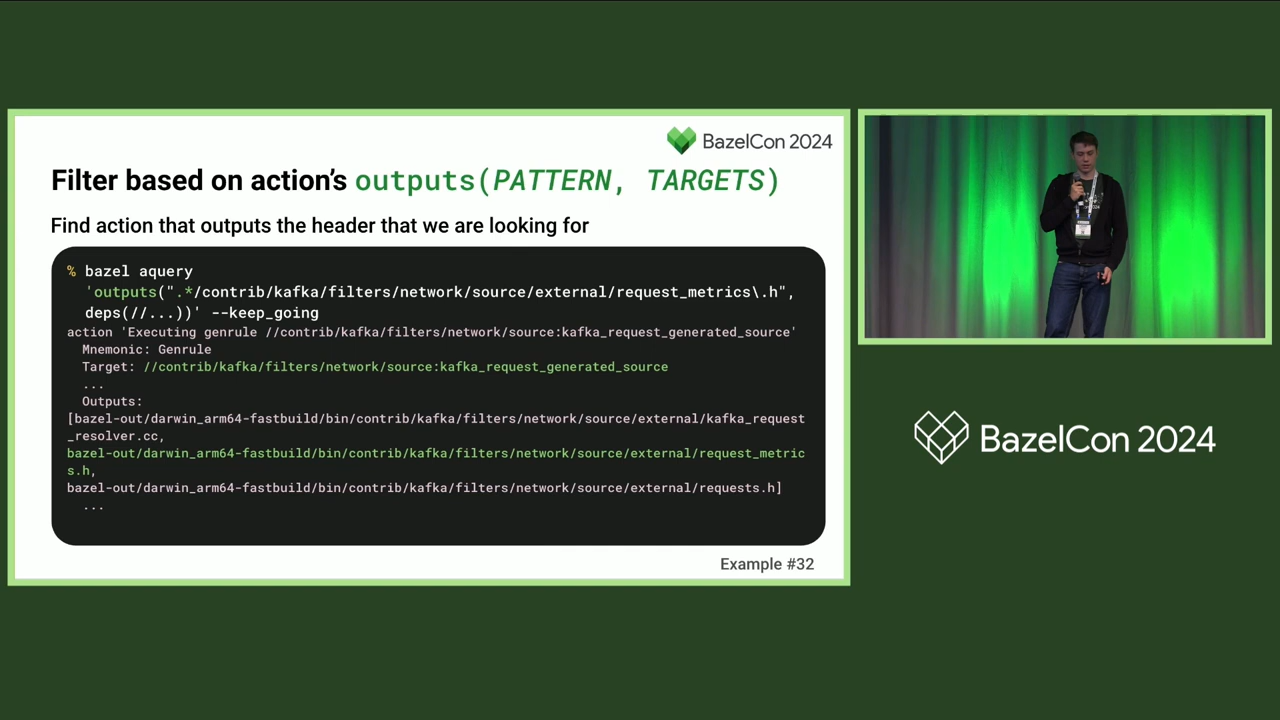 BazelCon 2024
Filter based on action's outputs(PATTERN, TARGETS)
Find action that outputs the header that we are looking for
% bazel aquery
'outputs(".*/contrib/kafka/filters/network/source/external/request_metrics\.h",
deps(//...))' --keep_going
action 'Executing genrule //contrib/kafka/filters/network/source:kafka_request_generated_source'
Mnemonic: Genrule
Target: //contrib/kafka/filters/network/source:kafka_request_generated_source
...
Outputs:
[bazel-out/darwin_arm64-fastbuild/bin/contrib/kafka/filters/network/source/external/kafka_request
_resolver.cc,
bazel-out/darwin_arm64-fastbuild/bin/contrib/kafka/filters/network/source/external/request_metric
s.h,
bazel-out/darwin_arm64-fastbuild/bin/contrib/kafka/filters/network/source/external/requests.h]
...
Example #32
BazelCon 2024